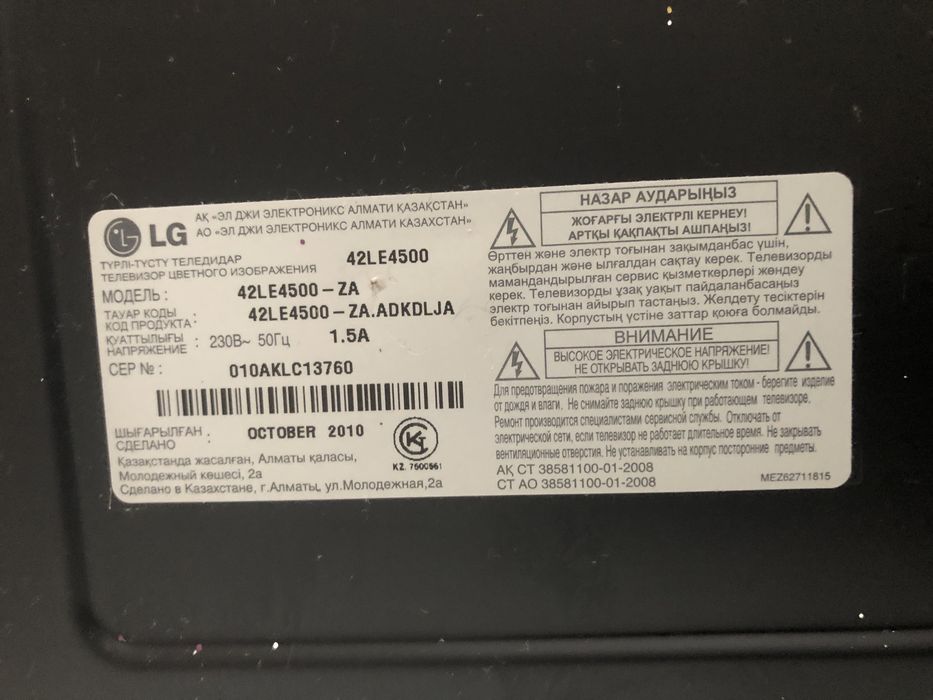 LG
АҚ «ЭЛ ДЖИ ЭЛЕКТРОНИКС АЛМАТИ ҚАЗАҚСТАН»
АО «ЭЛ ДЖИ ЭЛЕКТРОНИКС АЛМАТИ КАЗАХСТАН»
ТҮРЛІ-ТҮСТҮ ТЕЛЕДИДАР
ТЕЛЕВИЗОР ЦВЕТНОГО ИЗОБРАЖЕНИЯ
42LE4500
МОДЕЛЬ : 42LE4500-ZA
ТАУАР КОДЫ
КОД ПРОДУКТА : 42LE4500-ZA.ADKDLJA
ҚУАТТЫЛЫҒЫ
НАПРЯЖЕНИЕ : 230В~ 50Гц 1.5A
СЕР № : 010AKLC13760
ШЫҒАРЫЛҒАН
СДЕЛАНО : OCTOBER 2010
KZ. 7500561
Қазақстанда жасалған, Алматы қаласы,
Молодежный көшесі, 2а
Сделано в Казахстане, г.Алматы, ул.Молодежная,2а
НАЗАР АУДАРЫҢЫЗ
ЖОҒАРҒЫ ЭЛЕКТРЛІ КЕРНЕУ!
АРТҚЫ ҚАҚПАҚТЫ АШПАҢЫЗ!
Өрттен және электр тоғынан зақымданбас үшін,
жаңбырдан және ылғалдан сақтау керек. Телевизорды
мамандандырылған сервис қызметкерлері жөндеу
керек. Телевизорды ұзақ уақыт пайдаланбасаңыз
электр тоғынан айырып тастаңыз. Желдету тесіктерін
бекітпеңіз. Корпустың үстіне заттар қоюға болмайды.
ВНИМАНИЕ
ВЫСОКОЕ ЭЛЕКТРИЧЕСКОЕ НАПРЯЖЕНИЕ!
НЕ ОТКРЫВАТЬ ЗАДНЮЮ КРЫШКУ!
Для предотвращения пожара и поражения электрическим током - берегите изделие
от дождя и влаги. Не снимайте заднюю крышку при работающем телевизоре.
Ремонт производится специалистами сервисной службы. Отключать от
электрической сети, если телевизор не работает длительное время. Не закрывать
вентиляционные отверстия. Не устанавливать на корпус посторонние предметы.
АҚ СТ 38581100-01-2008
СТ АО 38581100-01-2008
MEZ62711815